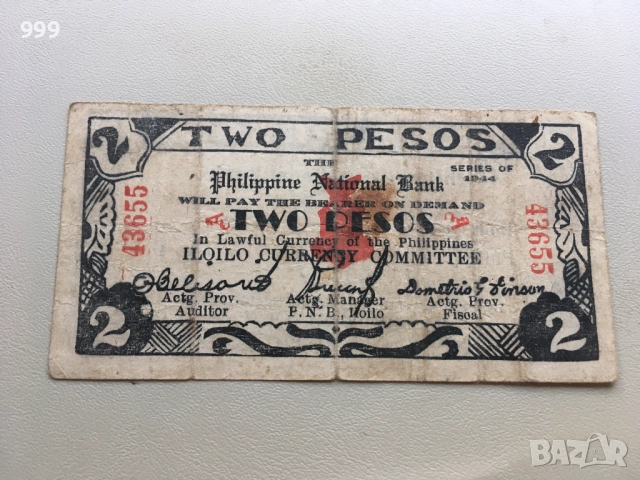 999
2 TWO PESOS 2
THE
SERIES OF
1944
Philippine National Bank
WILL PAY THE BEARER ON DEMAND
A TWO PESOS A
43655
43655
In Lawful Currency of the Philippines
ILOILO CURRENCY COMMITTEE
Actg. Prov. Actg. Manager Actg. Prov.
Auditor P.N.B., Iloilo Fiscal
2 2
BAZAR.bg